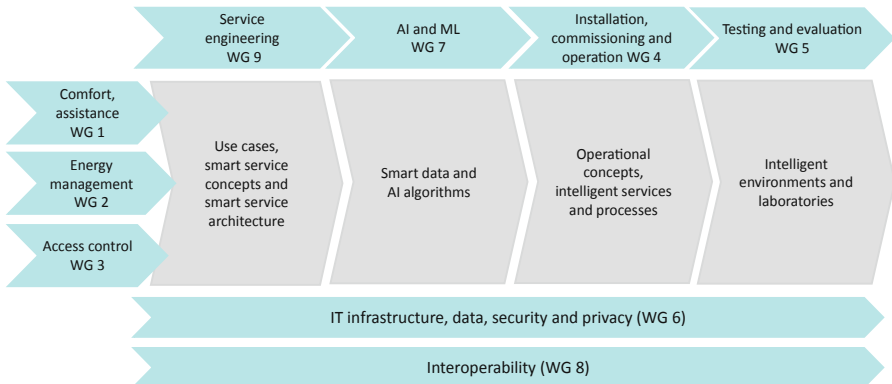 Service
engineering
WG 9
AI and ML
WG 7
Installation,
commissioning and
operation WG 4
Testing and evaluation
WG 5
Comfort,
assistance
WG 1
Energy
management
WG 2
Access control
WG 3
Use cases,
smart service
concepts and
smart service
architecture
Smart data and
AI algorithms
Operational
concepts,
intelligent services
and processes
Intelligent
environments and
laboratories
IT infrastructure, data, security and privacy (WG 6)
Interoperability (WG 8)